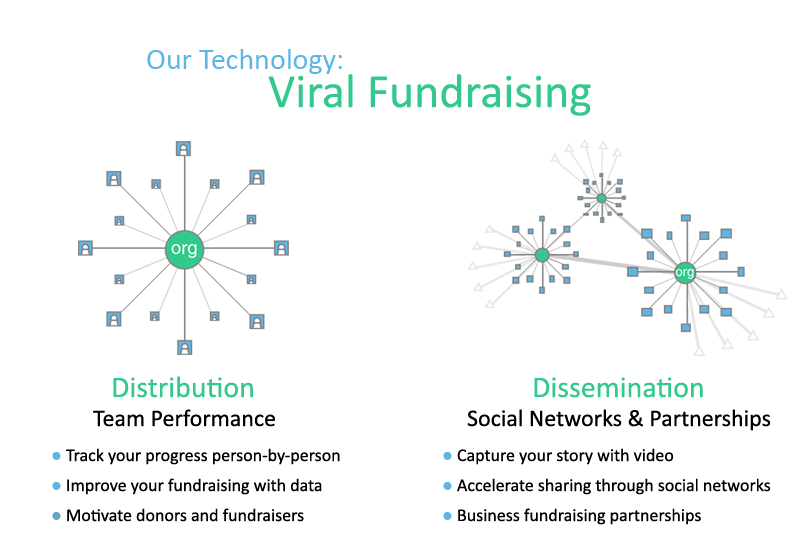 Our Technology:
Viral Fundraising
org
org
Distribution
Team Performance
Track your progress person-by-person
Improve your fundraising with data
Motivate donors and fundraisers
Dissemination
Social Networks & Partnerships
Capture your story with video
Accelerate sharing through social networks
Business fundraising partnerships